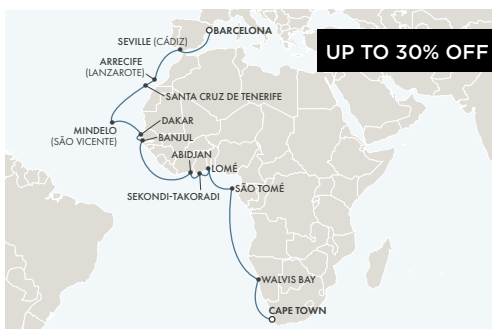 BARCELONA
UP TO 30% OFF
SEVILLE (CÁDIZ)
ARRECIFE
(LANZAROTE)
SANTA CRUZ DE TENERIFE
MINDELO
(SÃO VICENTE)
DAKAR
BANJUL
ABIDJAN
LOMÉ
SEKONDI-TAKORADI
SÃO TOMÉ
WALVIS BAY
CAPE TOWN